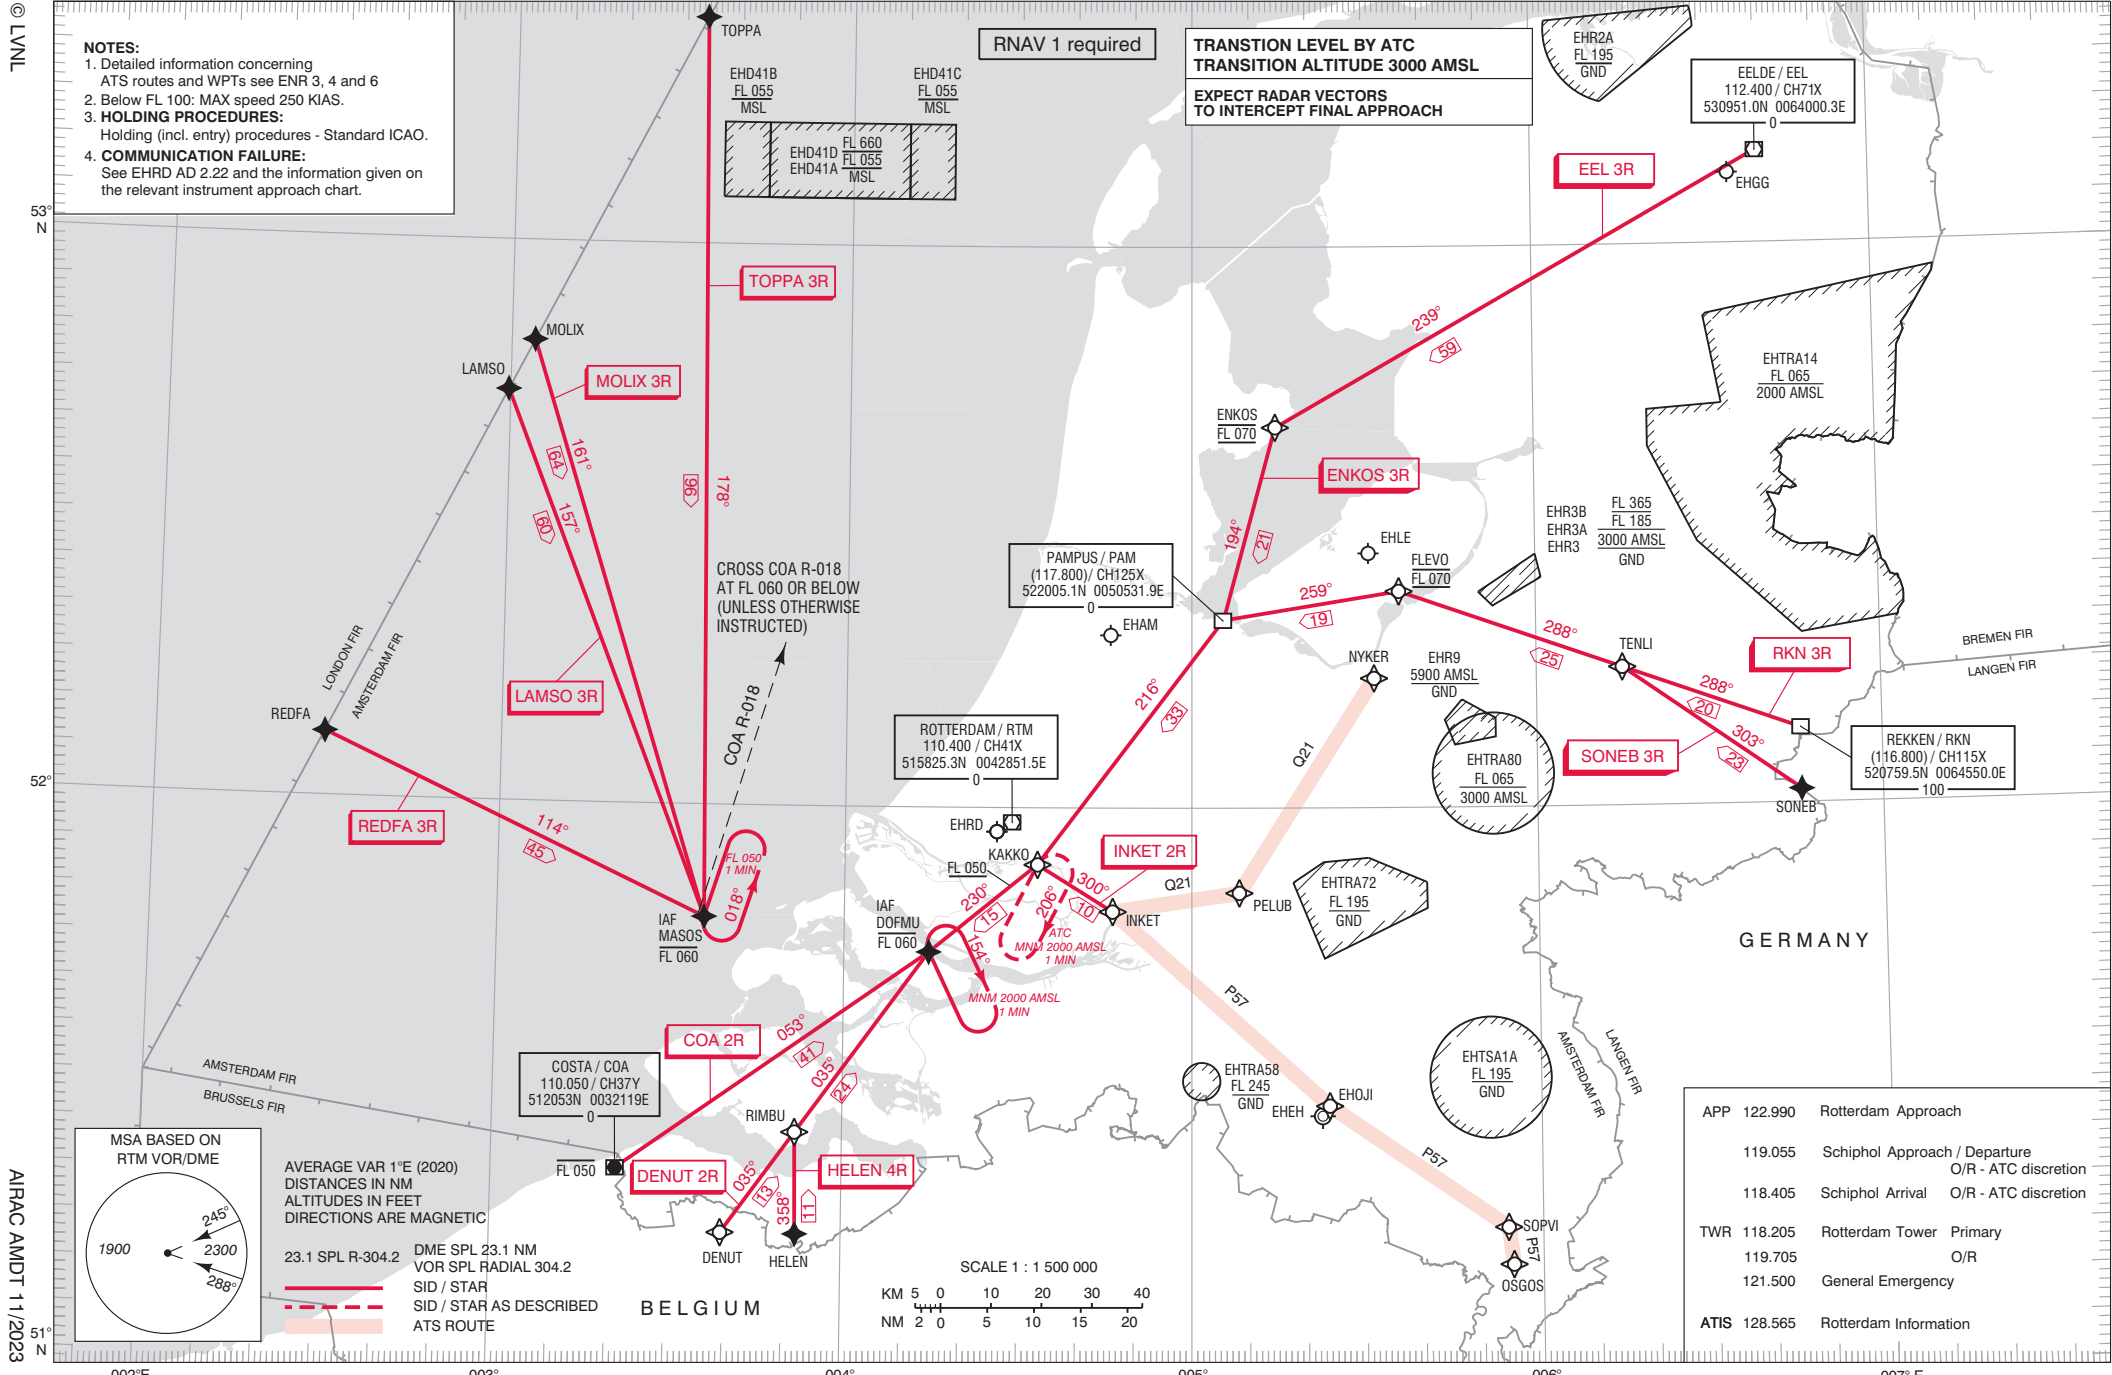 © LVNL
AIRAC AMDT 11/2023
NOTES:
1. Detailed information concerning
ATS routes and WPTs see ENR 3, 4 and 6
2. Below FL 100: MAX speed 250 KIAS.
3. HOLDING PROCEDURES:
Holding (incl. entry) procedures - Standard ICAO.
4. COMMUNICATION FAILURE:
See EHRD AD 2.22 and the information given on
the relevant instrument approach chart.
TOPPA
RNAV 1 required
TRANSTION LEVEL BY ATC
TRANSITION ALTITUDE 3000 AMSL
EXPECT RADAR VECTORS
TO INTERCEPT FINAL APPROACH
EHR2A
FL 195
GND
EELDE / EEL
112.400 / CH71X
530951.0N 0064000.3E
0
EHD41B
FL 055
MSL
EHD41C
FL 055
MSL
EHD41D
EHD41A
FL 660
FL 055
MSL
EEL 3R
EHGG
53°
N
TOPPA 3R
239°
59
MOLIX
LAMSO
MOLIX 3R
EHTRA14
FL 065
2000 AMSL
ENKOS
FL 070
ENKOS 3R
161°
64
157°
60
178°
96
194°
21
EHR3B
EHR3A
EHR3
FL 365
FL 185
3000 AMSL
GND
EHLE
FLEVO
FL 070
PAMPUS / PAM
(117.800)/ CH125X
522005.1N 0050531.9E
0
CROSS COA R-018
AT FL 060 OR BELOW
(UNLESS OTHERWISE
INSTRUCTED)
COA R-018
EHAM
259°
19
288°
25
TENLI
RKN 3R
BREMEN FIR
LANGEN FIR
LONDON FIR
AMSTERDAM FIR
LAMSO 3R
NYKER
EHR9
5900 AMSL
GND
288°
20
303°
23
SONEB 3R
216°
33
REDFA
ROTTERDAM / RTM
110.400 / CH41X
515825.3N 0042851.5E
0
REKKEN / RKN
(116.800) / CH115X
520759.5N 0064550.0E
100
Q21
EHTRA80
FL 065
3000 AMSL
SONEB
52°
REDFA 3R
114°
45
EHRD
KAKKO
FL 050
INKET 2R
FL 050
1 MIN
018°
300°
10
Q21
PELUB
EHTRA72
FL 195
GND
IAF
MASOS
FL 060
IAF
DOFMU
FL 060
230°
15
206°
ATC
MNM 2000 AMSL
1 MIN
INKET
GERMANY
154°
MNM 2000 AMSL
1 MIN
P57
COA 2R
053°
41
035°
24
AMSTERDAM FIR
BRUSSELS FIR
COSTA / COA
110.050 / CH37Y
512053N 0032119E
0
EHTRA58
FL 245
GND
EHTSA1A
FL 195
GND
AMSTERDAM FIR
LANGEN FIR
EHOJI
EHEH
RIMBU
FL 050
DENUT 2R
HELEN 4R
035°
13
358°
11
P57
DENUT
HELEN
SOPVI
P57
OSGOS
MSA BASED ON
RTM VOR/DME
245°
1900
2300
288°
AVERAGE VAR 1°E (2020)
DISTANCES IN NM
ALTITUDES IN FEET
DIRECTIONS ARE MAGNETIC
23.1 SPL R-304.2
DME SPL 23.1 NM
VOR SPL RADIAL 304.2
SID / STAR
SID / STAR AS DESCRIBED
ATS ROUTE
BELGIUM
SCALE 1 : 1 500 000
KM 5 0 10 20 30 40
NM 2 0 5 10 15 20
APP 122.990 Rotterdam Approach
119.055 Schiphol Approach / Departure
O/R - ATC discretion
118.405 Schiphol Arrival O/R - ATC discretion
TWR 118.205 Rotterdam Tower Primary
119.705 O/R
121.500 General Emergency
ATIS 128.565 Rotterdam Information
51°
N
002°E
003°
004°
005°
006°
007° E